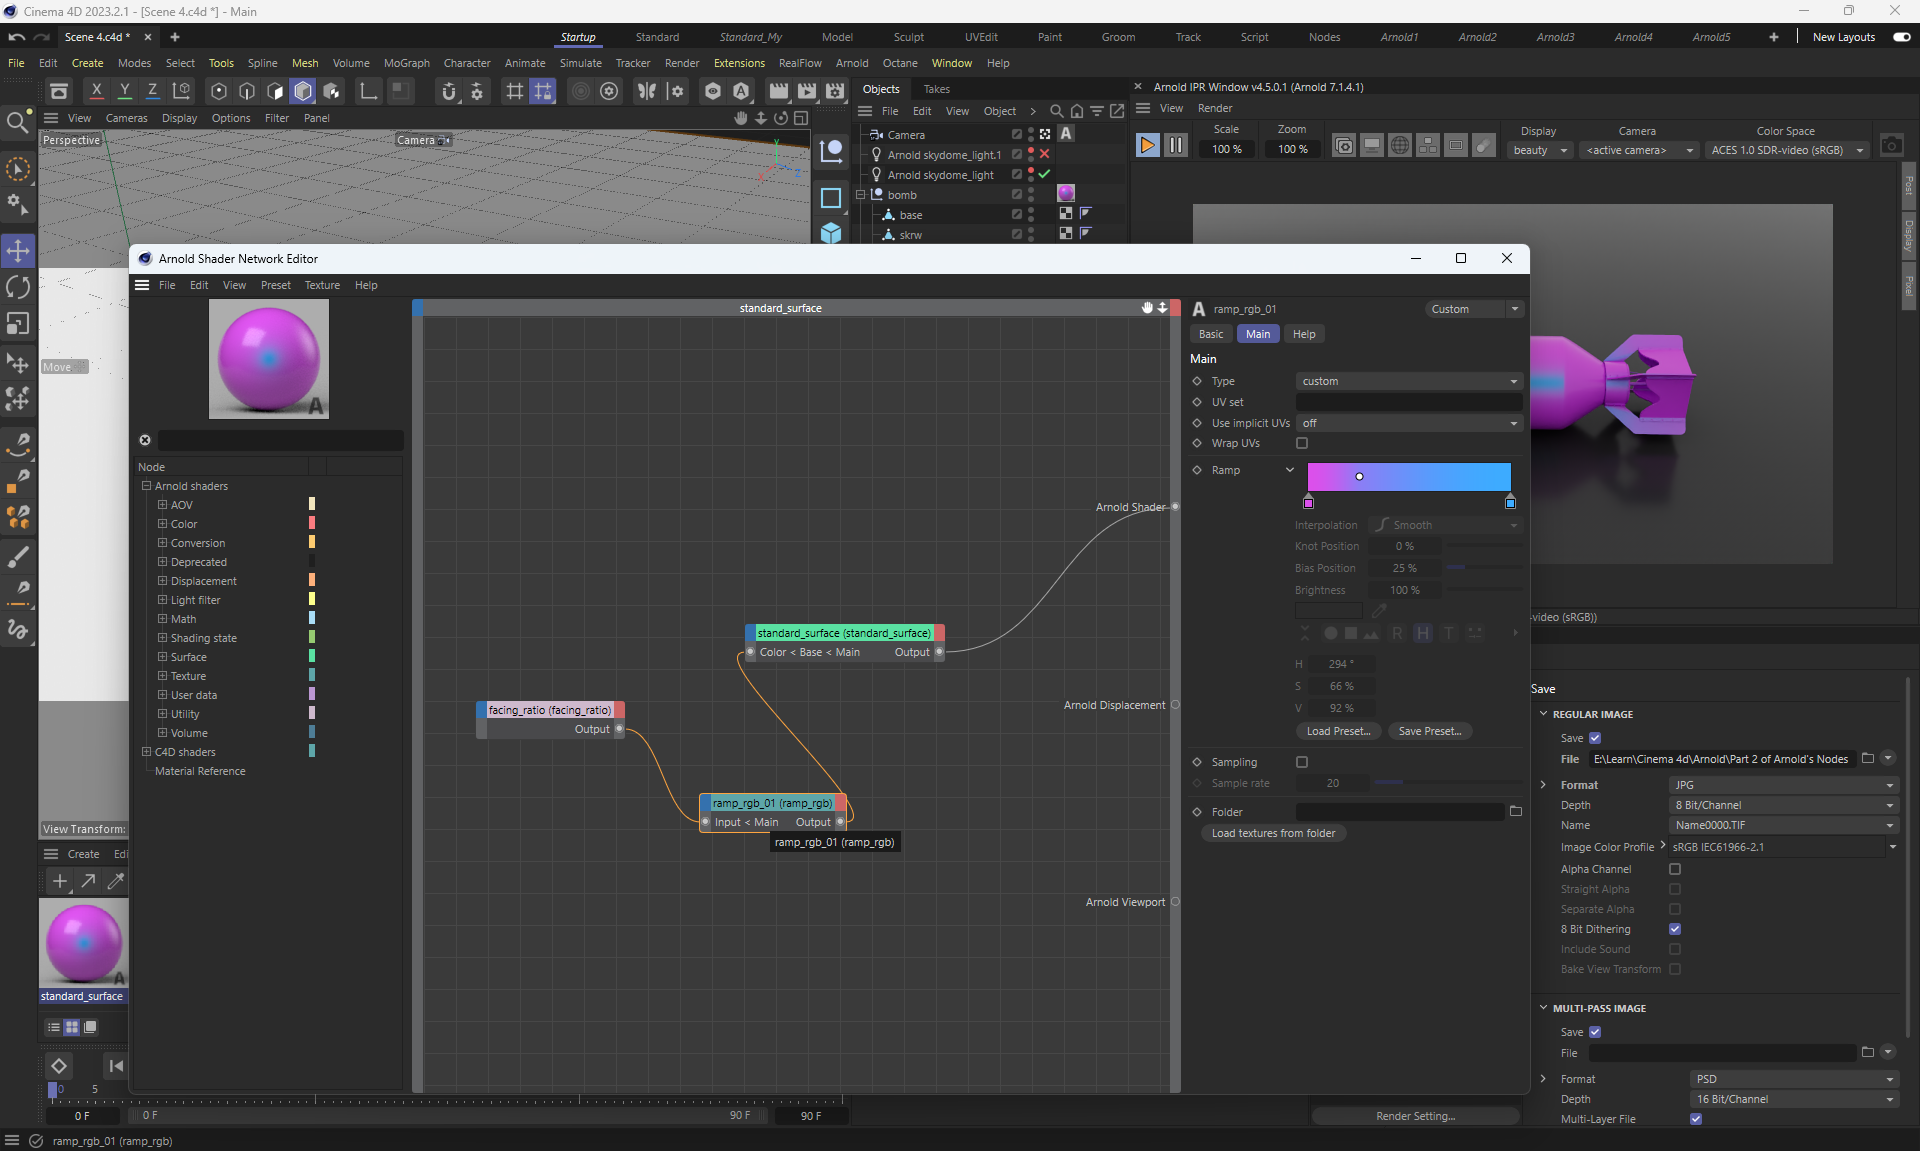 Cinema 4D 2023.2.1 - [Scene 4.c4d *] - Main
Scene 4.c4d *
Startup Standard Standard_My Model Sculpt UVEdit Paint Groom Track Script Nodes Arnold1 Arnold2 Arnold3 Arnold4 Arnold5 New Layouts
File Edit Create Modes Select Tools Spline Mesh Volume MoGraph Character Animate Simulate Tracker Render Extensions RealFlow Arnold Octane Window Help
X Y Z
View Cameras Display Options Filter Panel
Perspective
Camera
Y
X
Z
Move
View Transform:
Objects Takes
File Edit View Object
Camera
Arnold skydome_light.1
Arnold skydome_light
bomb
base
skrw
Arnold IPR Window v4.5.0.1 (Arnold 7.1.4.1)
View Render
Scale Zoom Display Camera Color Space
100 % 100 % beauty <active camera> ACES 1.0 SDR-video (sRGB)
Post
Display
Pixel
Arnold Shader Network Editor
File Edit View Preset Texture Help
Node
Arnold shaders
AOV
Color
Conversion
Deprecated
Displacement
Light filter
Math
Shading state
Surface
Texture
User data
Utility
Volume
C4D shaders
Material Reference
standard_surface
Arnold Shader
standard_surface (standard_surface)
Color < Base < Main Output
Arnold Displacement
facing_ratio (facing_ratio)
Output
ramp_rgb_01 (ramp_rgb)
Input < Main Output
ramp_rgb_01 (ramp_rgb)
Arnold Viewport
A ramp_rgb_01 Custom
Basic Main Help
Main
Type custom
UV set
Use implicit UVs off
Wrap UVs
Ramp
Interpolation Smooth
Knot Position 0 %
Bias Position 25 %
Brightness 100 %
R H T
H 294 °
S 66 %
V 92 %
Load Preset... Save Preset...
Sampling
Sample rate 20
Folder
Load textures from folder
-video (sRGB))
Save
REGULAR IMAGE
Save
File E:\Learn\Cinema 4d\Arnold\Part 2 of Arnold's Nodes
Format JPG
Depth 8 Bit/Channel
Name Name0000.TIF
Image Color Profile sRGB IEC61966-2.1
Alpha Channel
Straight Alpha
Separate Alpha
8 Bit Dithering
Include Sound
Bake View Transform
MULTI-PASS IMAGE
Save
File
Format PSD
Depth 16 Bit/Channel
Multi-Layer File
Render Setting...
Create Edi
standard_surface
0 5
0 F 0 F 90 F 90 F
ramp_rgb_01 (ramp_rgb)